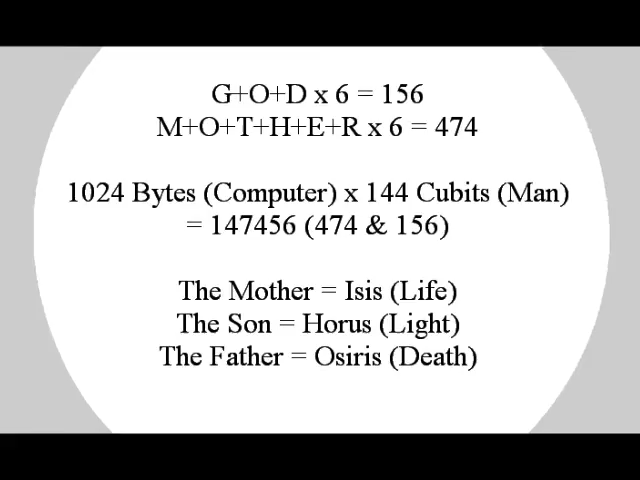 G+O+D x 6 = 156
M+O+T+H+E+R x 6 = 474
1024 Bytes (Computer) x 144 Cubits (Man)
= 147456 (474 & 156)
The Mother = Isis (Life)
The Son = Horus (Light)
The Father = Osiris (Death)